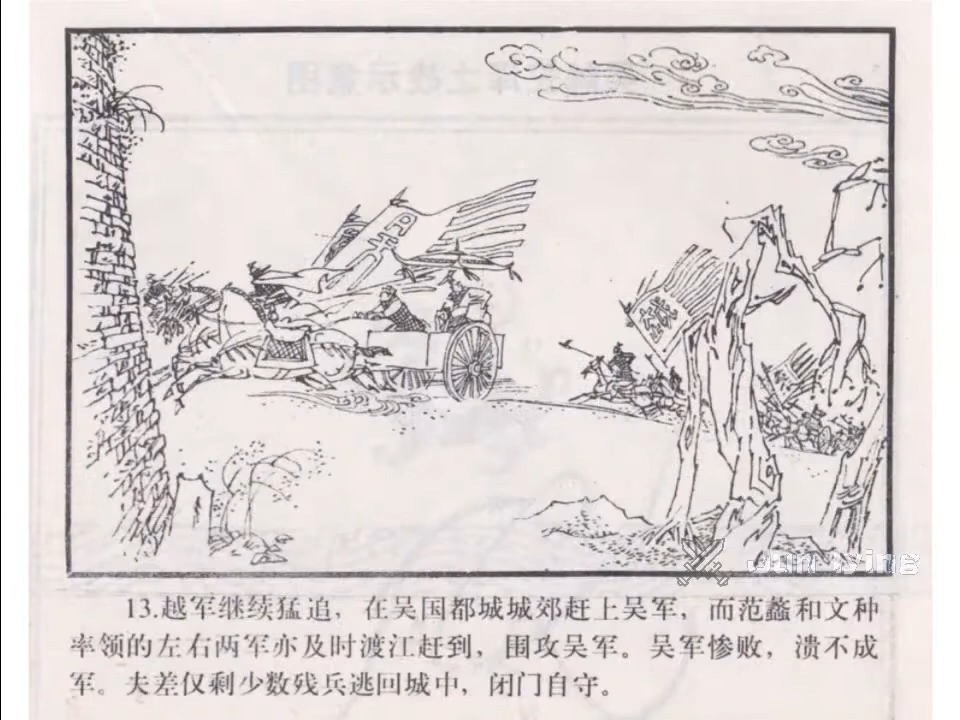 吴
越
13.越军继续猛追，在吴国都城城郊赶上吴军，而范蠡和文种
率领的左右两军亦及时渡江赶到，围攻吴军。吴军惨败，溃不成
军。夫差仅剩少数残兵逃回城中，闭门自守。